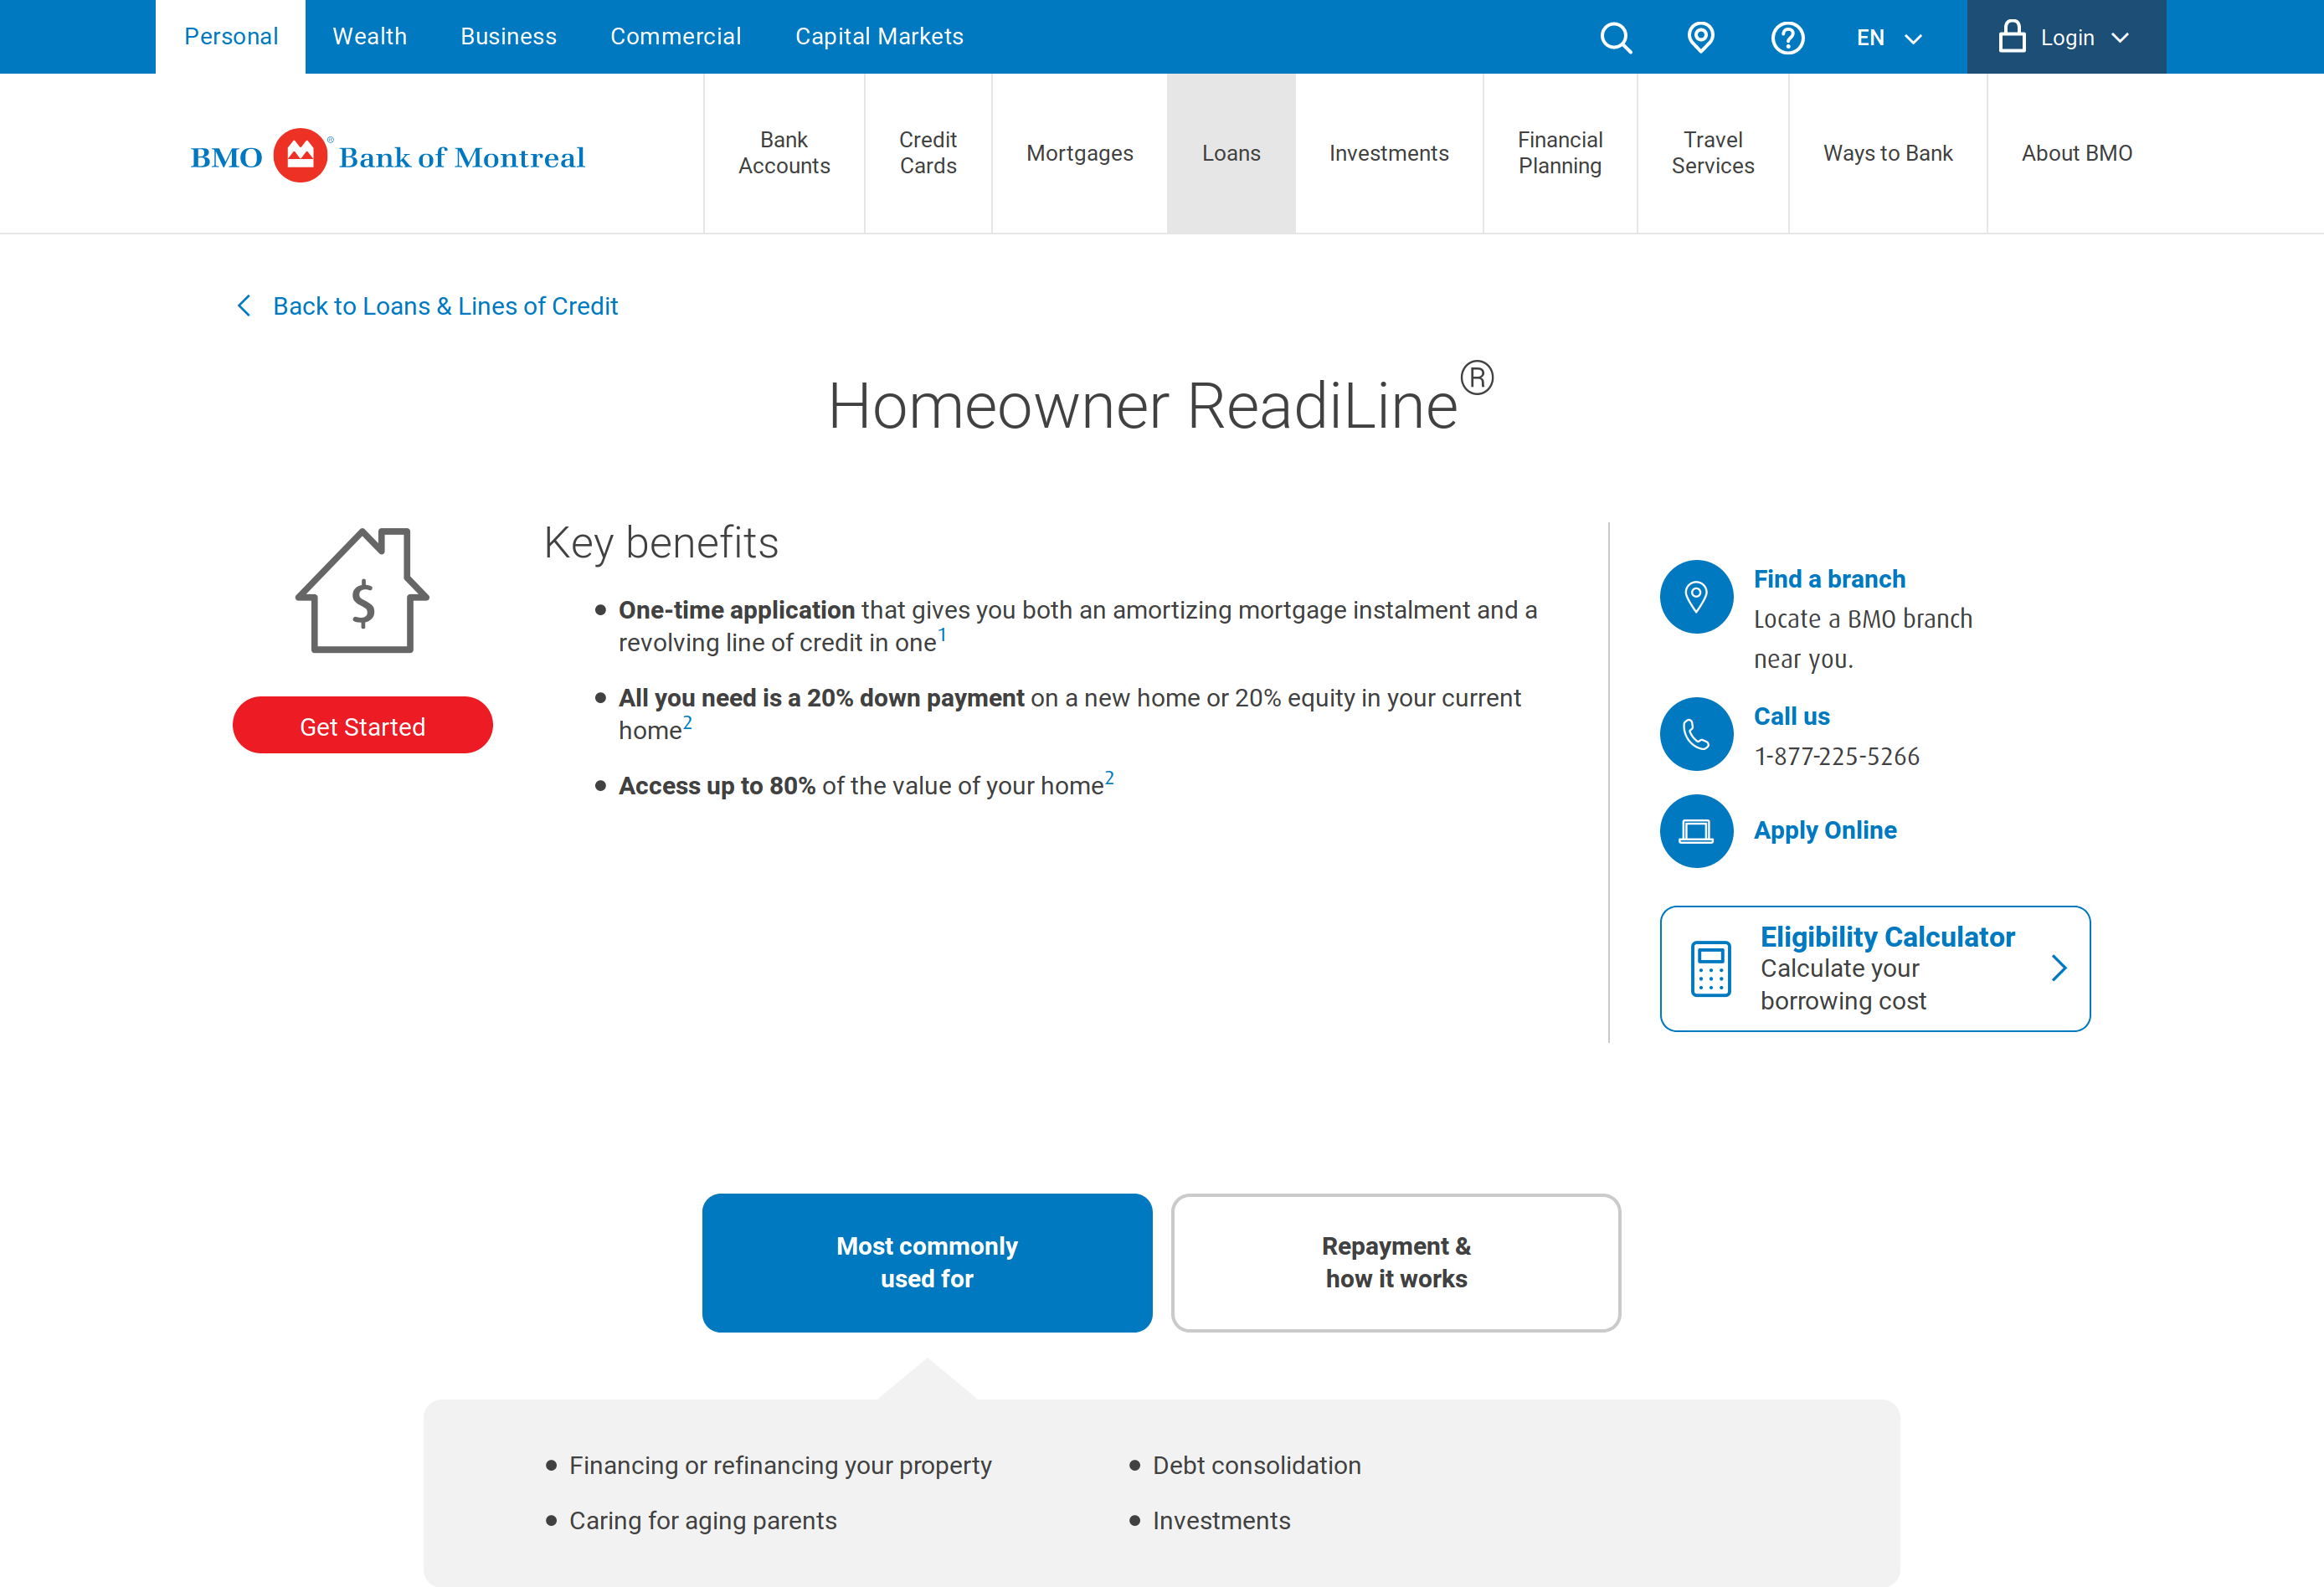 Personal
Wealth
Business
Commercial
Capital Markets
EN
Login
BMO ® Bank of Montreal
Bank
Accounts
Credit
Cards
Mortgages
Loans
Investments
Financial
Planning
Travel
Services
Ways to Bank
About BMO
Back to Loans & Lines of Credit
Homeowner ReadiLine®
$
Get Started
Key benefits
One-time application that gives you both an amortizing mortgage instalment and a
revolving line of credit in one1
All you need is a 20% down payment on a new home or 20% equity in your current
home2
Access up to 80% of the value of your home2
Find a branch
Locate a BMO branch
near you.
Call us
1-877-225-5266
Apply Online
Eligibility Calculator
Calculate your
borrowing cost
Most commonly
used for
Repayment &
how it works
Financing or refinancing your property
Caring for aging parents
Debt consolidation
Investments